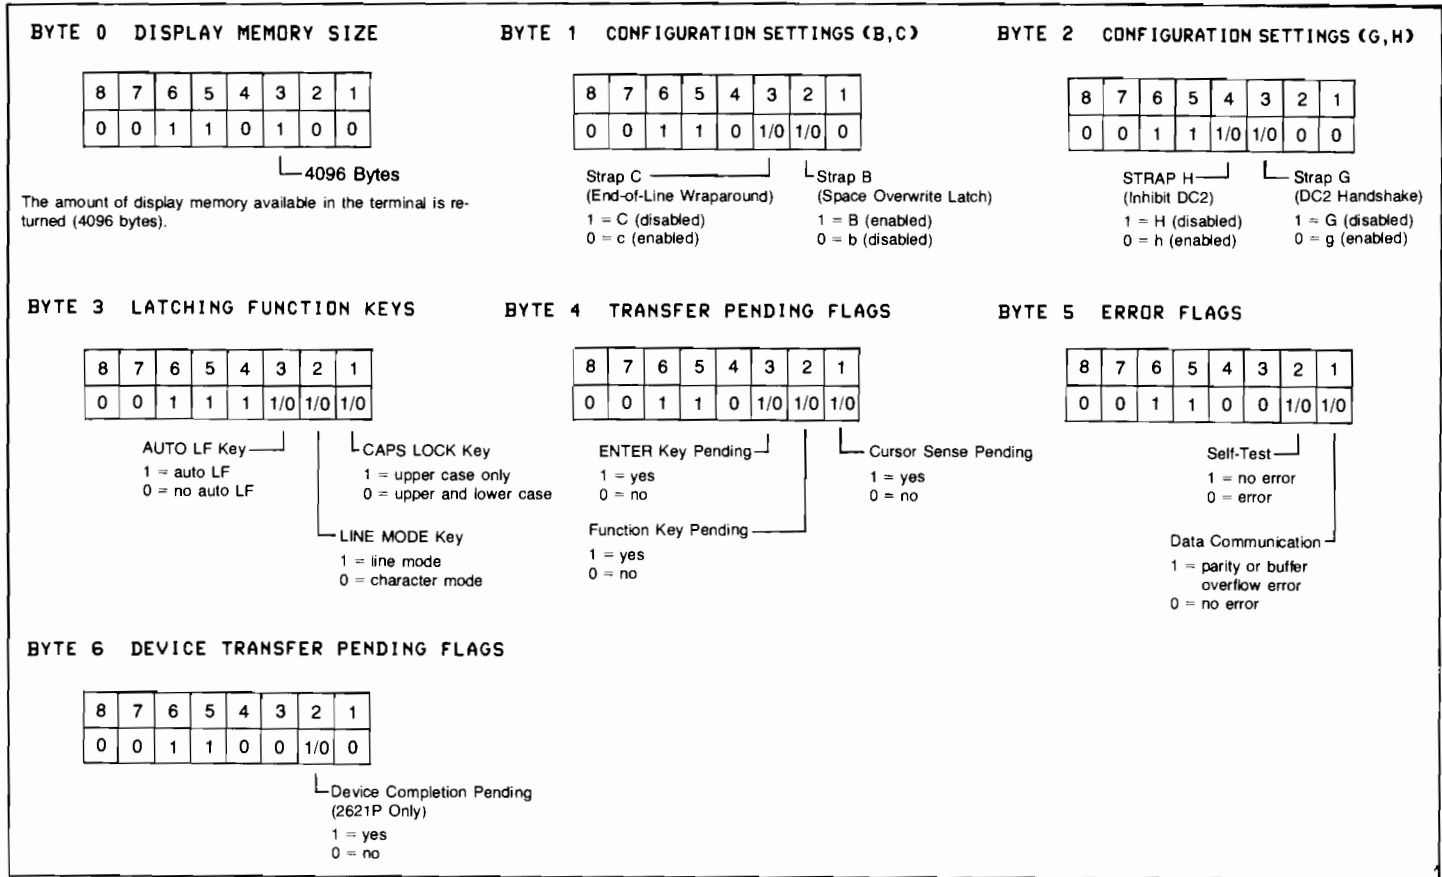 BYTE 0 DISPLAY MEMORY SIZE
8 7 6 5 4 3 2 1
0 0 1 1 0 1 0 0
4096 Bytes
The amount of display memory available in the terminal is re-
turned (4096 bytes).
BYTE 1 CONFIGURATION SETTINGS (B,C)
8 7 6 5 4 3 2 1
0 0 1 1 0 1/0 1/0 0
Strap C
(End-of-Line Wraparound)
1 = C (disabled)
0 = c (enabled)
Strap B
(Space Overwrite Latch)
1 = B (enabled)
0 = b (disabled)
BYTE 2 CONFIGURATION SETTINGS (G,H)
8 7 6 5 4 3 2 1
0 0 1 1 1/0 1/0 0 0
STRAP H
(Inhibit DC2)
1 = H (disabled)
0 = h (enabled)
Strap G
(DC2 Handshake)
1 = G (disabled)
0 = g (enabled)
BYTE 3 LATCHING FUNCTION KEYS
8 7 6 5 4 3 2 1
0 0 1 1 1 1/0 1/0 1/0
AUTO LF Key
1 = auto LF
0 = no auto LF
CAPS LOCK Key
1 = upper case only
0 = upper and lower case
LINE MODE Key
1 = line mode
0 = character mode
BYTE 4 TRANSFER PENDING FLAGS
8 7 6 5 4 3 2 1
0 0 1 1 0 1/0 1/0 1/0
ENTER Key Pending
1 = yes
0 = no
Cursor Sense Pending
1 = yes
0 = no
Function Key Pending
1 = yes
0 = no
BYTE 5 ERROR FLAGS
8 7 6 5 4 3 2 1
0 0 1 1 0 0 1/0 1/0
Self-Test
1 = no error
0 = error
Data Communication
1 = parity or buffer
overflow error
0 = no error
BYTE 6 DEVICE TRANSFER PENDING FLAGS
8 7 6 5 4 3 2 1
0 0 1 1 0 0 1/0 0
Device Completion Pending
(2621P Only)
1 = yes
0 = no